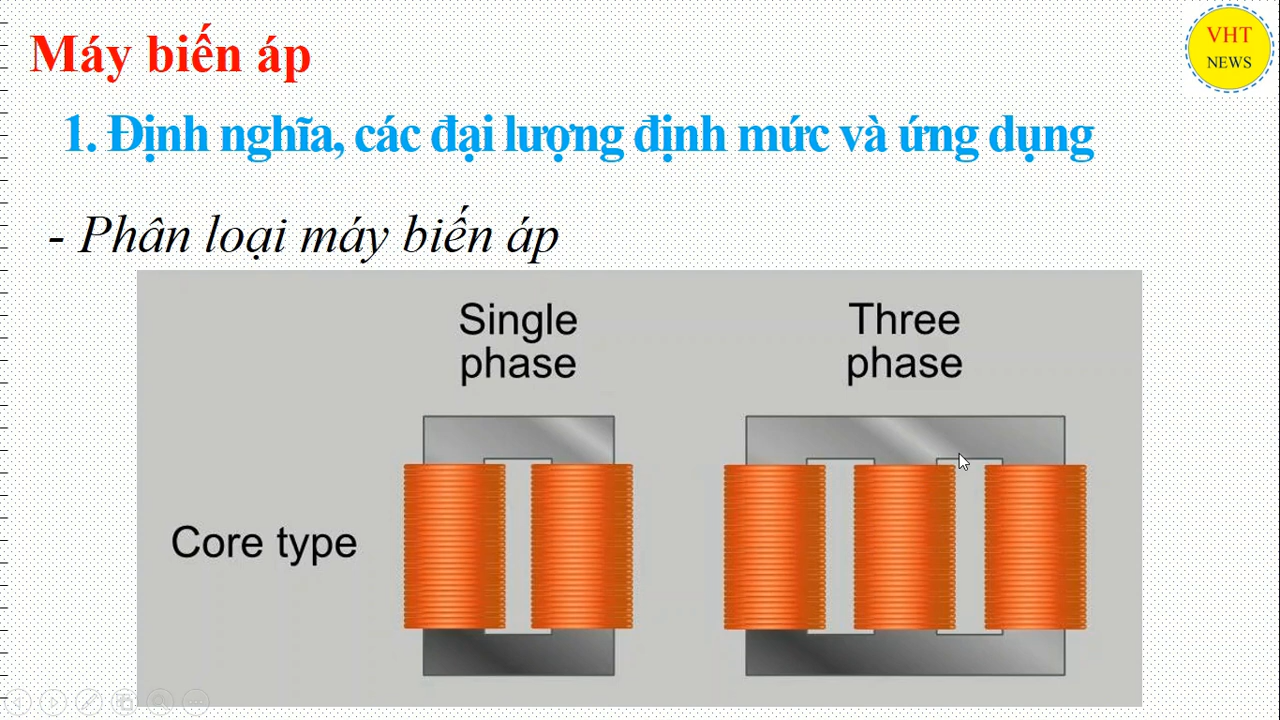 Máy biến áp
VHT
NEWS
1. Định nghĩa, các đại lượng định mức và ứng dụng
- Phân loại máy biến áp
Single
phase
Three
phase
Core type